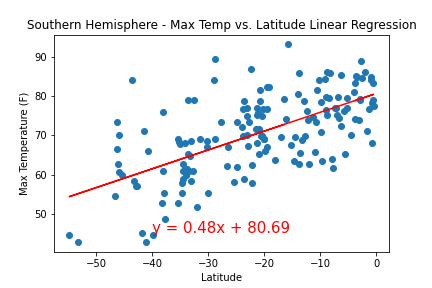 Southern Hemisphere - Max Temp vs. Latitude Linear Regression
90
80
70
60
50
Max Temperature (F)
y = 0.48x + 80.69
−50
−40
−30
−20
−10
0
Latitude